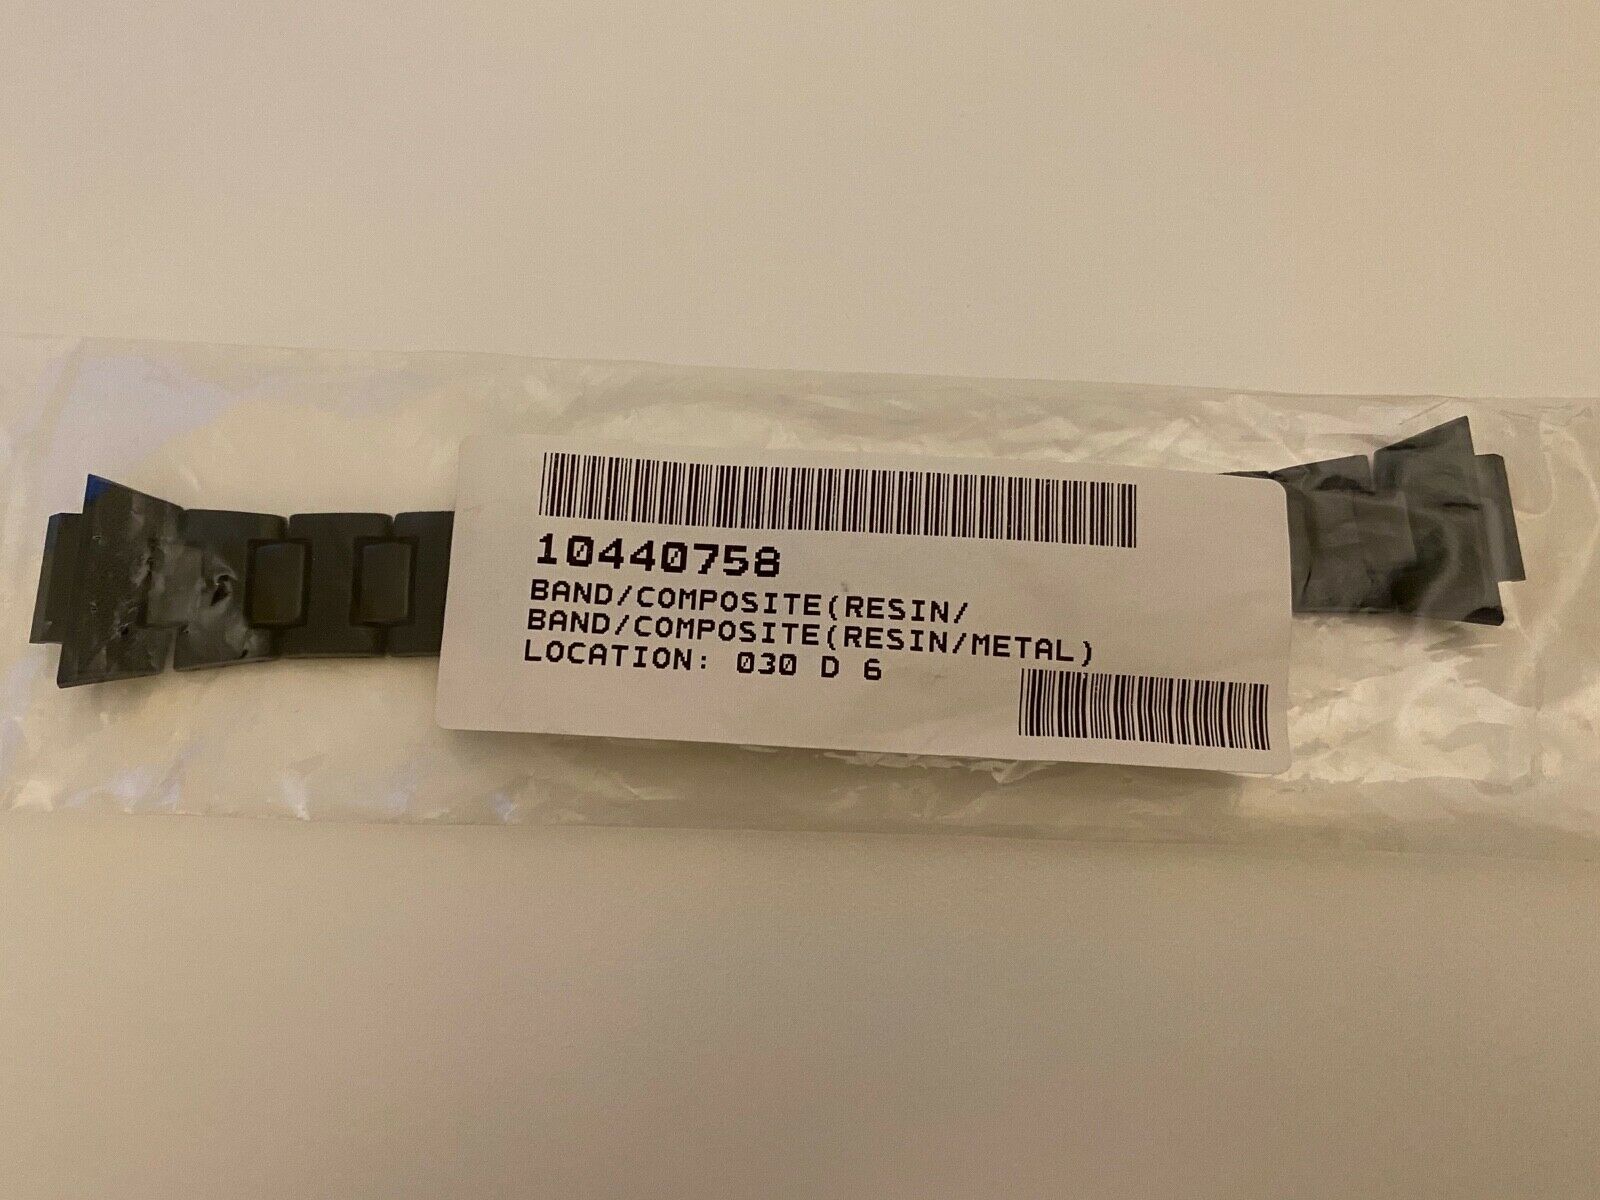 10440758
BAND/COMPOSITE(RESIN/
BAND/COMPOSITE(RESIN/METAL)
LOCATION: 030 D 6